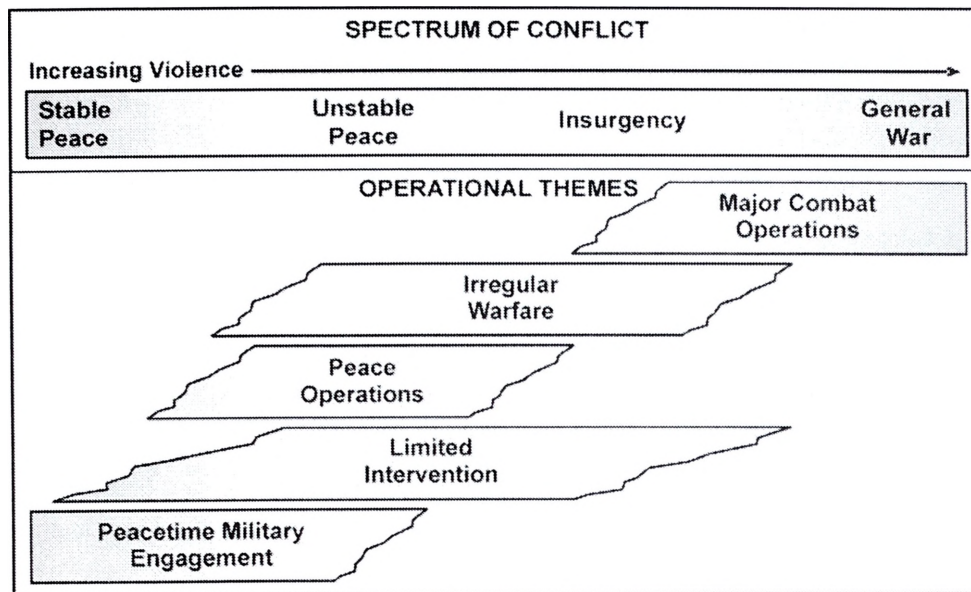 SPECTRUM OF CONFLICT
Increasing Violence
Stable
Peace
Unstable
Peace
Insurgency
General
War
OPERATIONAL THEMES
Major Combat
Operations
Irregular
Warfare
Peace
Operations
Limited
Intervention
Peacetime Military
Engagement